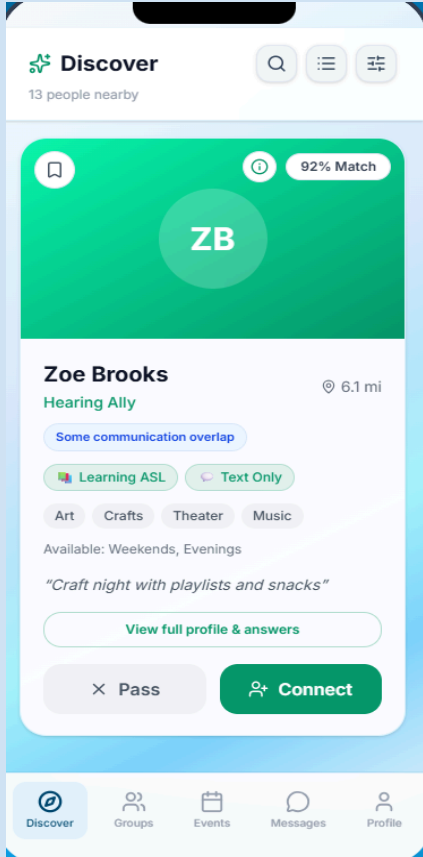 Discover
13 people nearby
92% Match
ZB
Zoe Brooks
6.1 mi
Hearing Ally
Some communication overlap
Learning ASL
Text Only
Art
Crafts
Theater
Music
Available: Weekends, Evenings
“Craft night with playlists and snacks”
View full profile & answers
Pass
Connect
Discover
Groups
Events
Messages
Profile